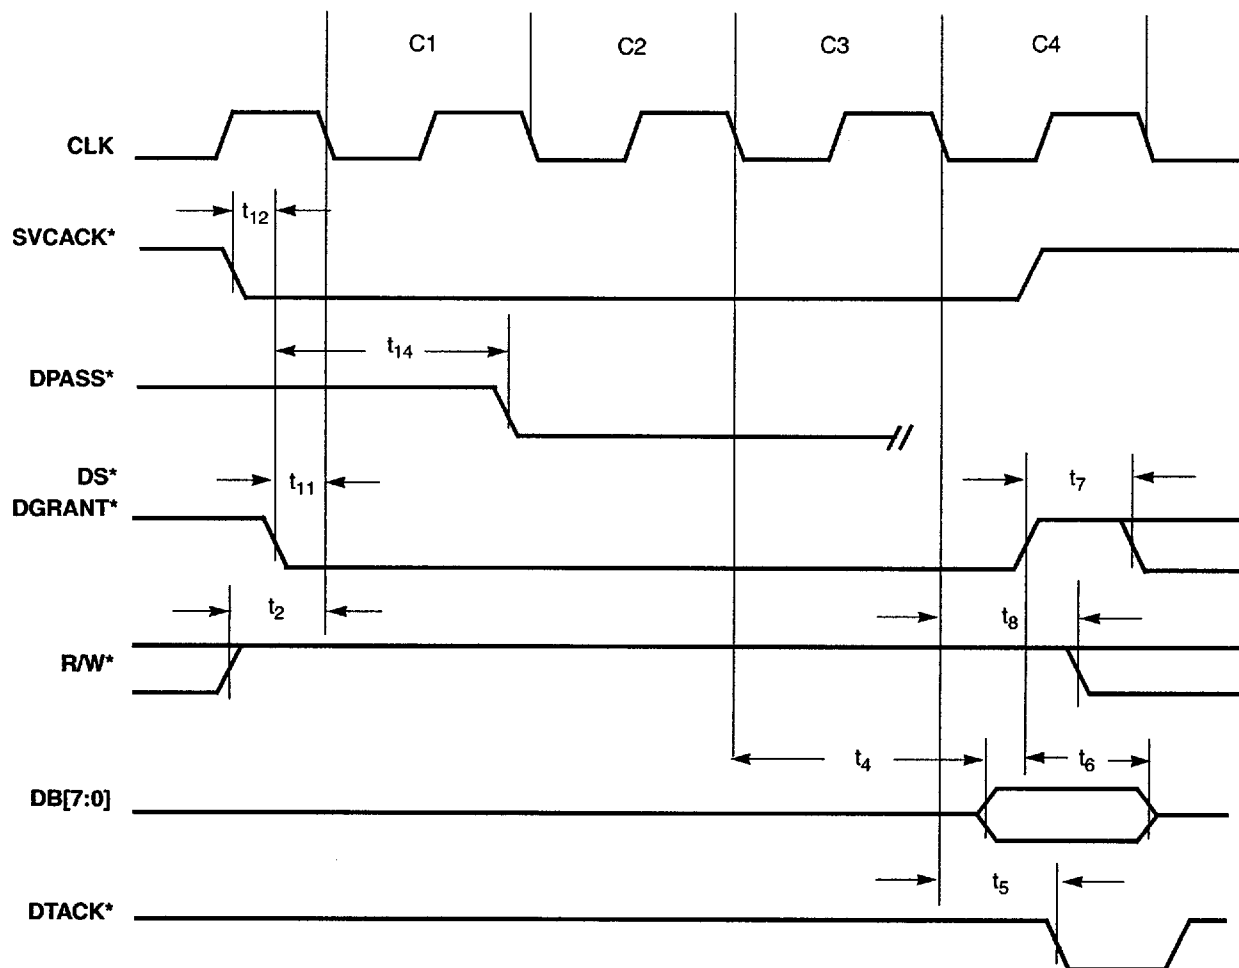 C1 C2 C3 C4
CLK
t12
SVCACK*
t14
DPASS*
DS*
t11 t7
DGRANT*
t2 t8
R/W*
t4 t6
DB[7:0]
t5
DTACK*